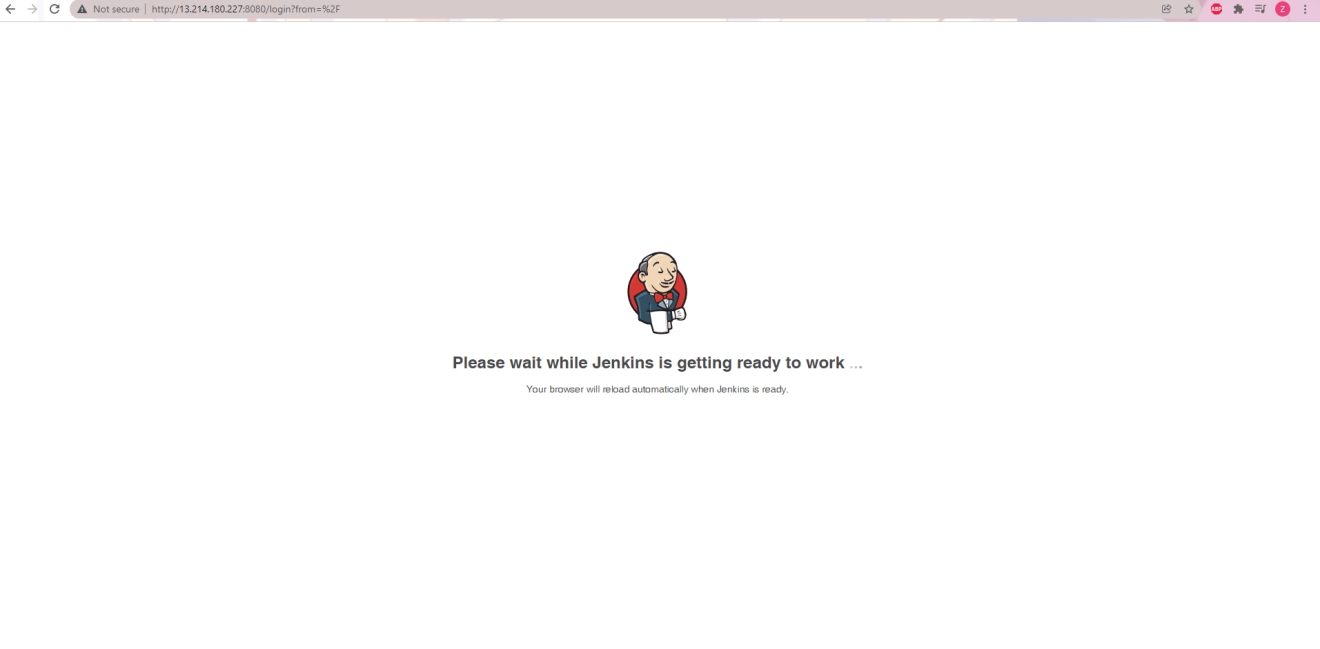 Not secure | http://13.214.180.227:8080/login?from=%2F
ABP
Z
Please wait while Jenkins is getting ready to work ...
Your browser will reload automatically when Jenkins is ready.